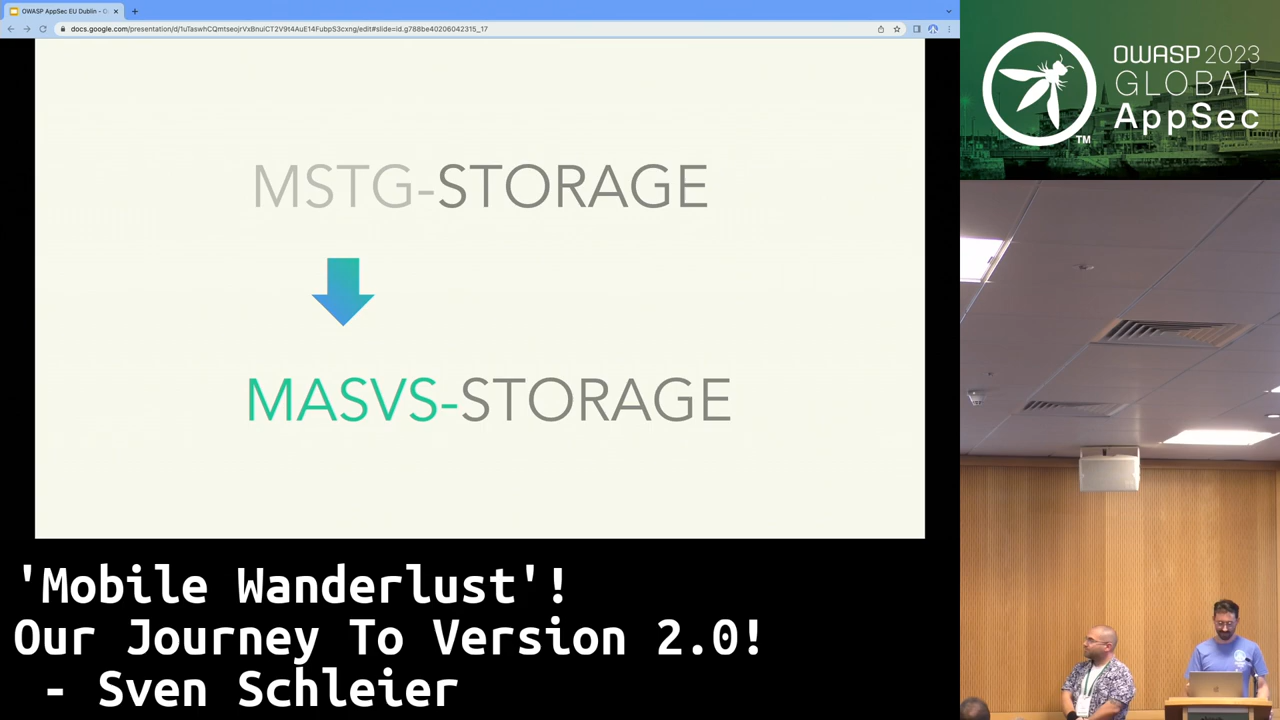 OWASP AppSec EU Dublin - C
docs.google.com/presentation/d/1uTaswhCQmtseojrVxBnuICT2V9t4AuE14FubpS3cxng/edit#slide=id.g788be40206042315_17
MSTG-STORAGE
MASVS-STORAGE
OWASP 2023
GLOBAL
AppSec
TM
'Mobile Wanderlust'!
Our Journey To Version 2.0!
- Sven Schleier